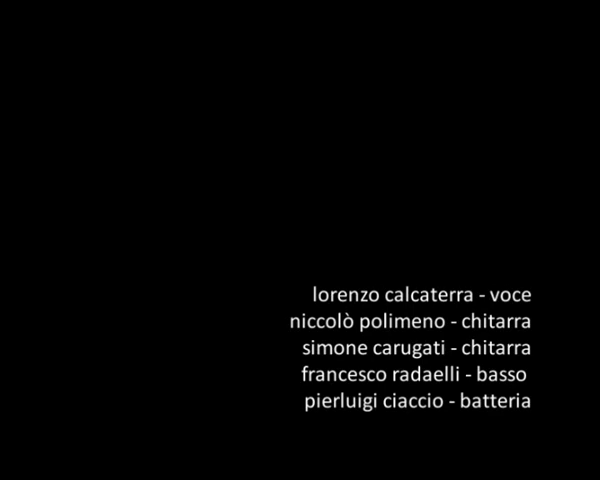 lorenzo calcaterra - voce
niccolò polimeno - chitarra
simone carugati - chitarra
francesco radaelli - basso
pierluigi ciaccio - batteria